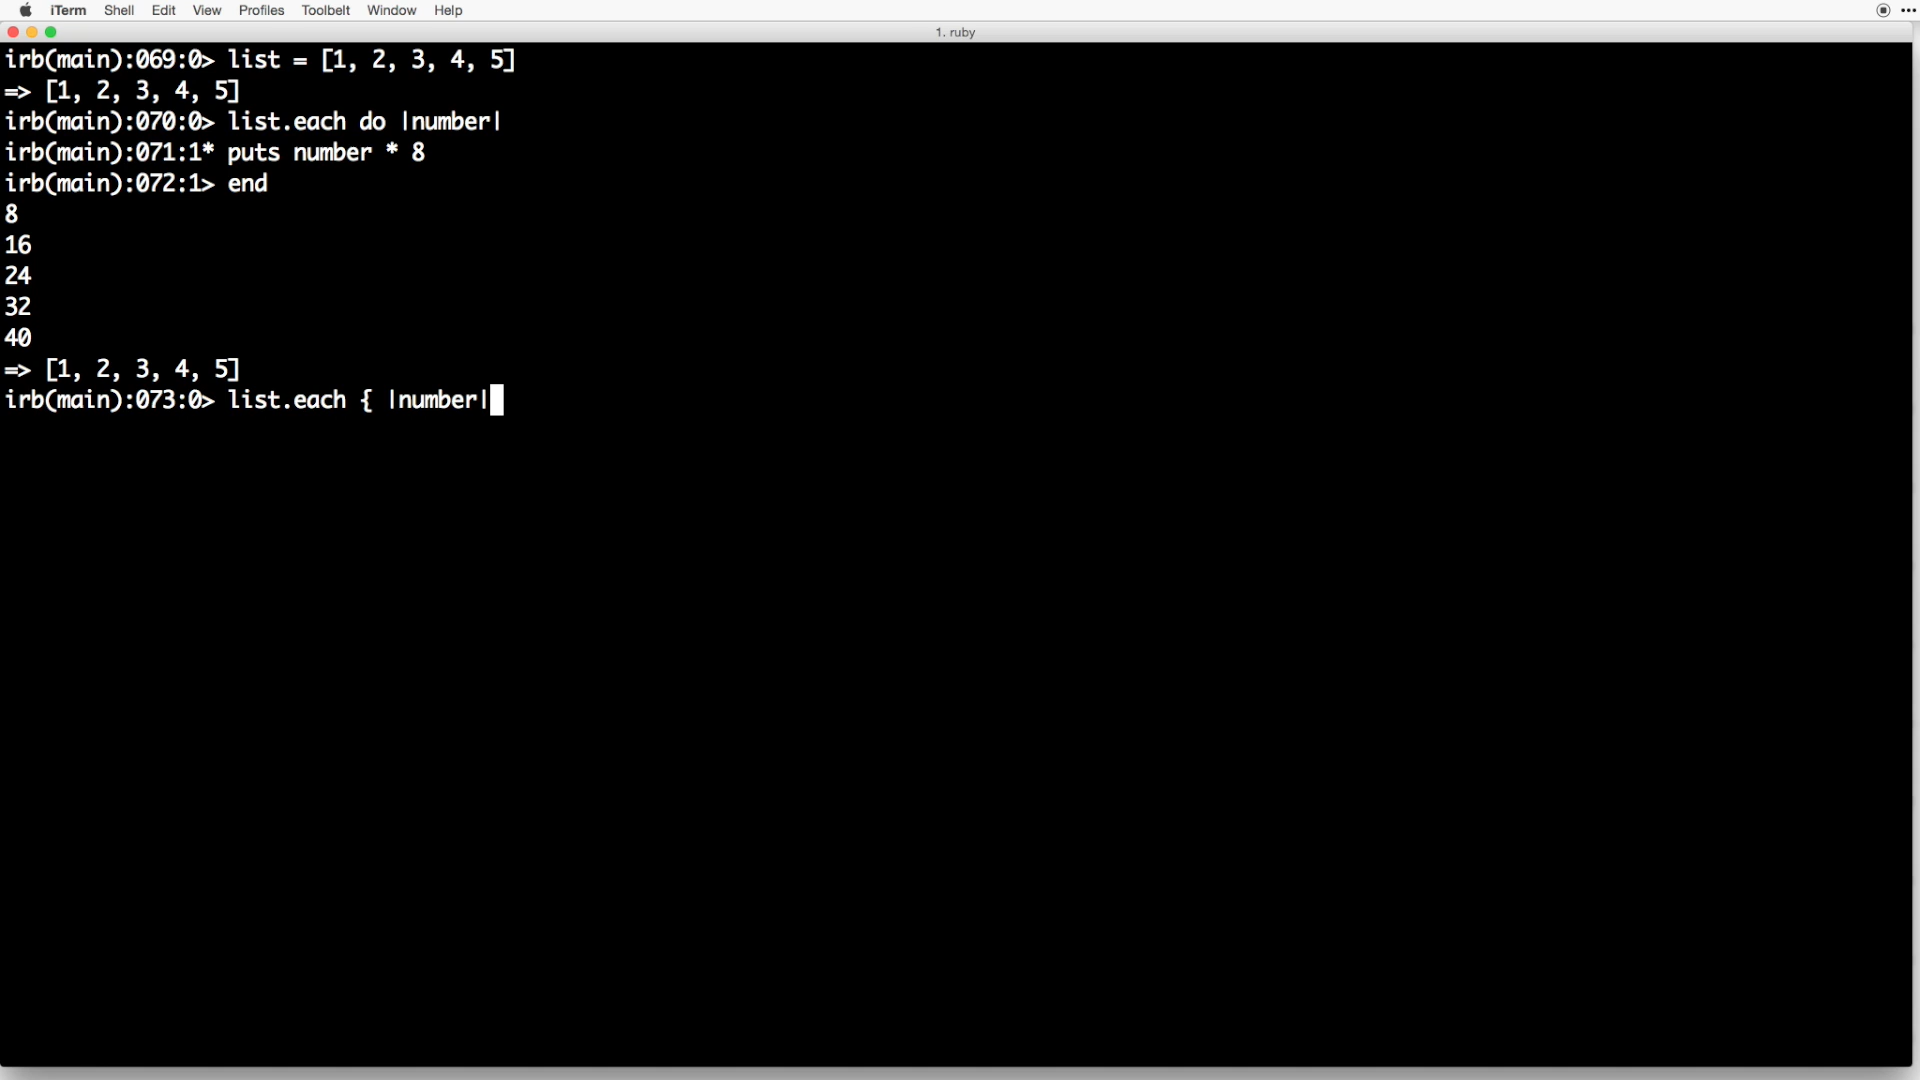 iTerm Shell Edit View Profiles Toolbelt Window Help
1. ruby
irb(main):069:0> list = [1, 2, 3, 4, 5]
=> [1, 2, 3, 4, 5]
irb(main):070:0> list.each do |number|
irb(main):071:1* puts number * 8
irb(main):072:1> end
8
16
24
32
40
=> [1, 2, 3, 4, 5]
irb(main):073:0> list.each { |number|